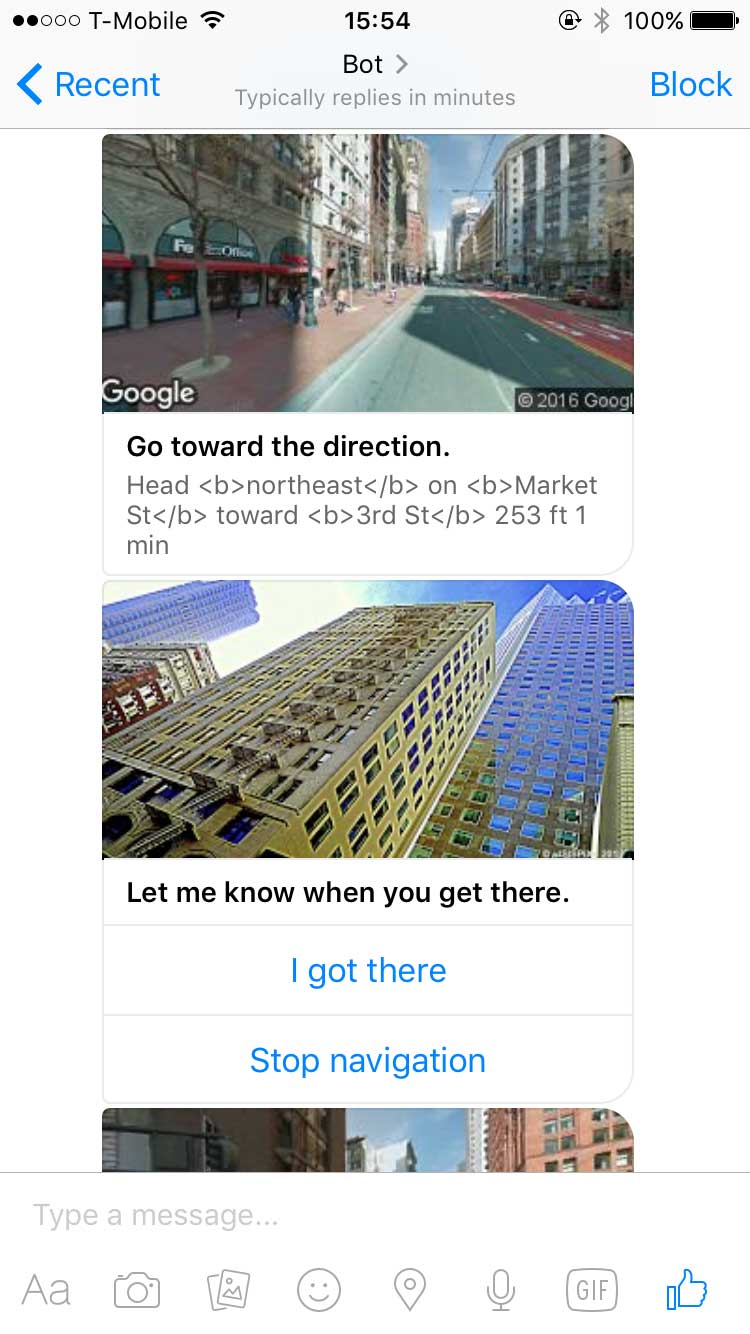 T-Mobile 15:54 100%
Recent Bot Block
Typically replies in minutes
Google
© 2016 Googl
Go toward the direction.
Head <b>northeast</b> on <b>Market
St</b> toward <b>3rd St</b> 253 ft 1
min
Let me know when you get there.
I got there
Stop navigation
Type a message...
Aa GIF